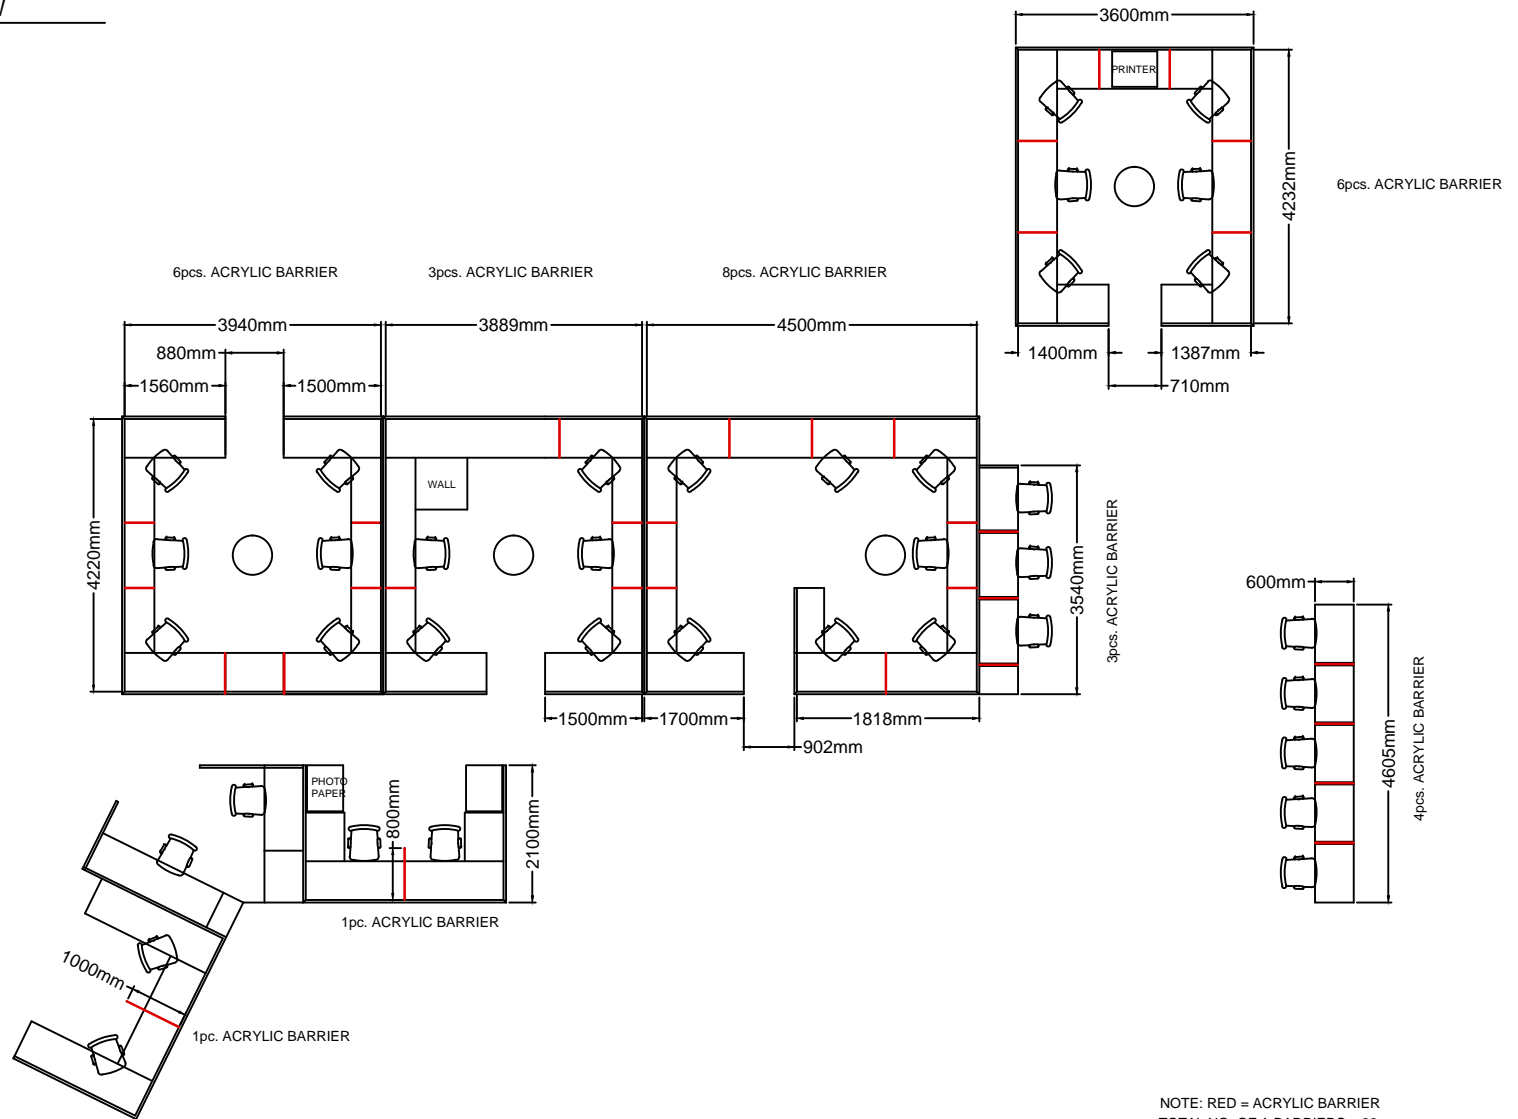 3600mm
PRINTER
4232mm
6pcs. ACRYLIC BARRIER
1400mm
1387mm
710mm
6pcs. ACRYLIC BARRIER
3pcs. ACRYLIC BARRIER
8pcs. ACRYLIC BARRIER
3940mm
3889mm
4500mm
880mm
1560mm
1500mm
WALL
4220mm
3540mm
3pcs. ACRYLIC BARRIER
1500mm
1700mm
1818mm
902mm
600mm
4605mm
4pcs. ACRYLIC BARRIER
PHOTO
PAPER
800mm
2100mm
1pc. ACRYLIC BARRIER
1000mm
1pc. ACRYLIC BARRIER
NOTE: RED = ACRYLIC BARRIER